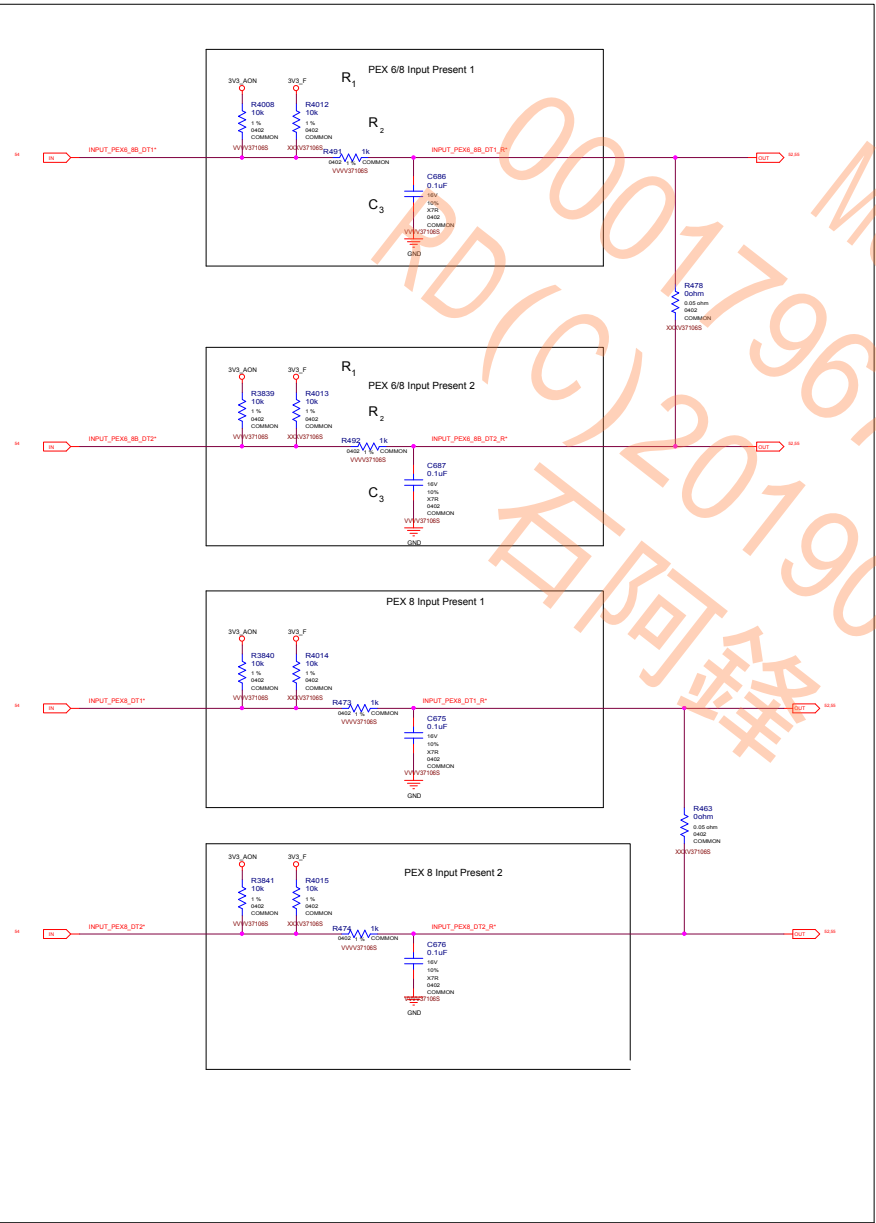 PEX 6/8 Input Present 1
R1
3V3_AON
3V3_F
R4008
10k
1 %
0402
COMMON
R4012
10k
1 %
0402
COMMON
R2
VVVV37106S
XXXV37106S
INPUT_PEX6_8B_DT1*
R491
1k
0402
1 %
COMMON
VVVV37106S
INPUT_PEX6_8B_DT1_R*
IN
OUT
C686
0.1uF
16V
10%
X7R
0402
COMMON
VVVV37106S
C3
GND
R478
0ohm
0.05 ohm
0402
COMMON
XXXV37106S
R1
PEX 6/8 Input Present 2
3V3_AON
3V3_F
R3839
10k
1 %
0402
COMMON
R4013
10k
1 %
0402
COMMON
R2
VVVV37106S
XXXV37106S
INPUT_PEX6_8B_DT2*
R492
1k
0402
1 %
COMMON
VVVV37106S
INPUT_PEX6_8B_DT2_R*
IN
OUT
C687
0.1uF
16V
10%
X7R
0402
COMMON
VVVV37106S
C3
GND
PEX 8 Input Present 1
3V3_AON
3V3_F
R3840
10k
1 %
0402
COMMON
R4014
10k
1 %
0402
COMMON
VVVV37106S
XXXV37106S
INPUT_PEX8_DT1*
R473
1k
0402
1 %
COMMON
VVVV37106S
INPUT_PEX8_DT1_R*
IN
OUT
C675
0.1uF
16V
10%
X7R
0402
COMMON
VVVV37106S
GND
R463
0ohm
0.05 ohm
0402
COMMON
XXXV37106S
PEX 8 Input Present 2
3V3_AON
3V3_F
R3841
10k
1 %
0402
COMMON
R4015
10k
1 %
0402
COMMON
VVVV37106S
XXXV37106S
INPUT_PEX8_DT2*
R474
1k
0402
1 %
COMMON
VVVV37106S
INPUT_PEX8_DT2_R*
IN
OUT
C676
0.1uF
16V
10%
X7R
0402
COMMON
VVVV37106S
GND
RD(C)20190
石阿鋒